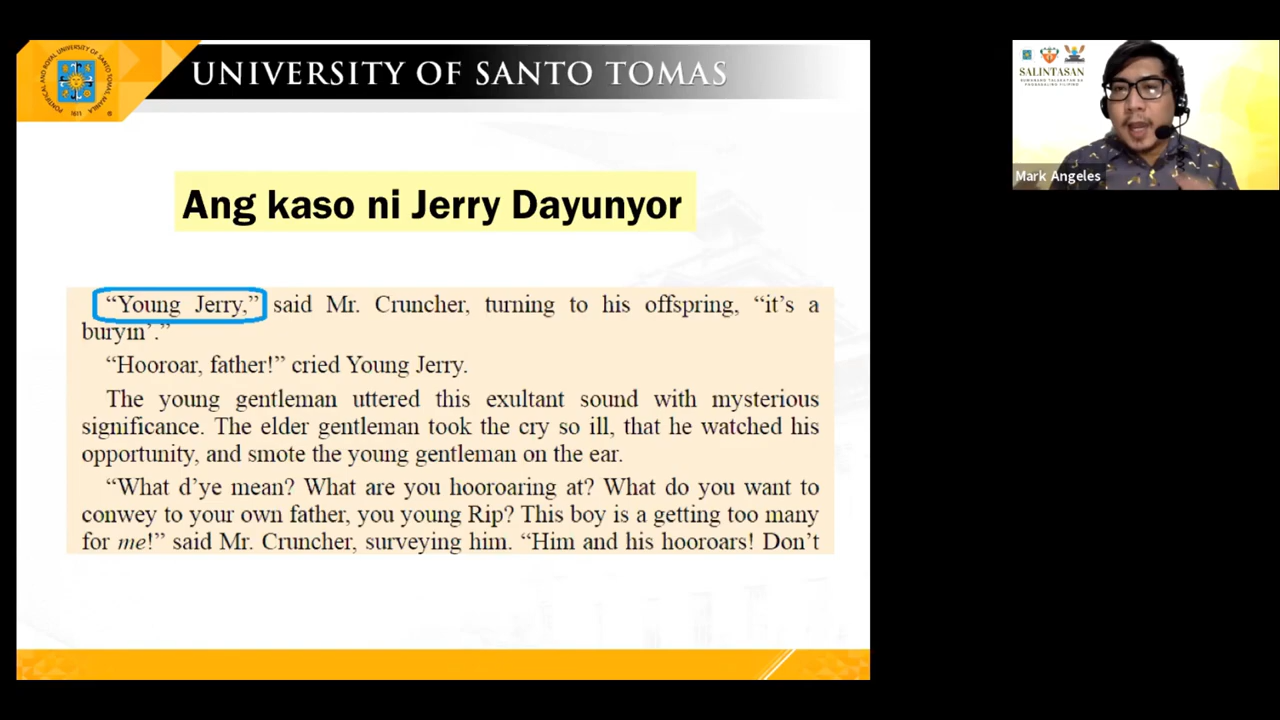 UNIVERSITY OF SANTO TOMAS
Ang kaso ni Jerry Dayunyor
“Young Jerry,” said Mr. Cruncher, turning to his offspring, “it’s a
buryin’.”
“Hooroar, father!” cried Young Jerry.
The young gentleman uttered this exultant sound with mysterious
significance. The elder gentleman took the cry so ill, that he watched his
opportunity, and smote the young gentleman on the ear.
“What d’ye mean? What are you hooroaring at? What do you want to
convey to your own father, you young Rip? This boy is a getting too many
for me!” said Mr. Cruncher, surveying him. “Him and his hooroars! Don’t
SALINTASAN
Mark Angeles